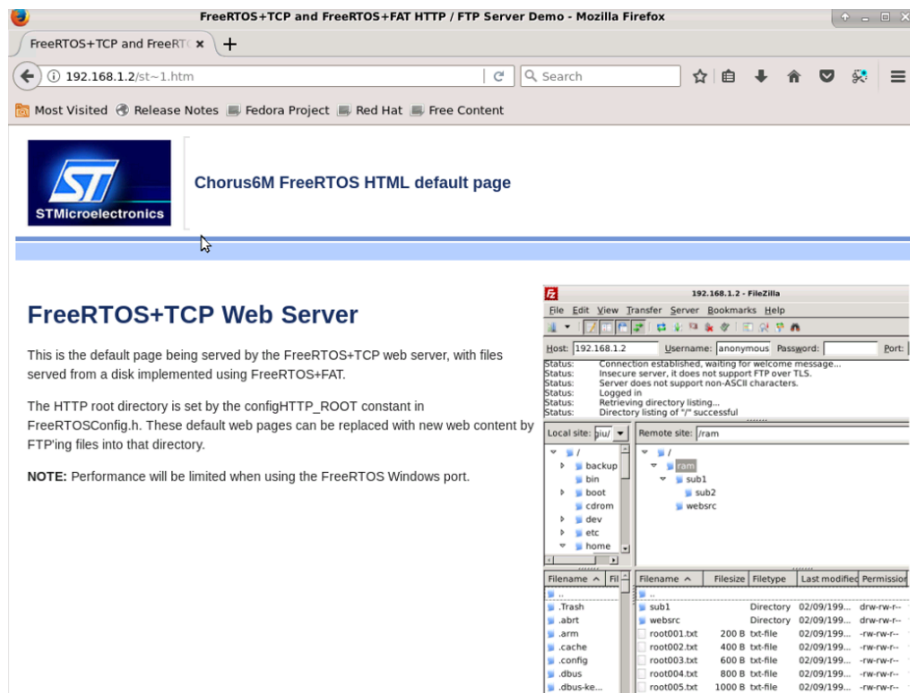 FreeRTOS+TCP and FreeRTOS+FAT HTTP / FTP Server Demo - Mozilla Firefox
FreeRTOS+TCP and FreeRT
192.168.1.2/st~1.htm
Search
Most Visited Release Notes Fedora Project Red Hat Free Content
ST
STMicroelectronics
Chorus6M FreeRTOS HTML default page
FreeRTOS+TCP Web Server
This is the default page being served by the FreeRTOS+TCP web server, with files
served from a disk implemented using FreeRTOS+FAT.
The HTTP root directory is set by the configHTTP_ROOT constant in
FreeRTOSConfig.h. These default web pages can be replaced with new web content by
FTP'ing files into that directory.
NOTE: Performance will be limited when using the FreeRTOS Windows port.
Fz
192.168.1.2 - FileZilla
File Edit View Transfer Server Bookmarks Help
Host: 192.168.1.2 Username: anonymous Password: Port:
Status: Connection established, waiting for welcome message...
Status: Insecure server, it does not support FTP over TLS.
Status: Server does not support non-ASCII characters.
Status: Logged in
Status: Retrieving directory listing...
Status: Directory listing of "/" successful
Local site: giu/
/
backup
bin
boot
cdrom
dev
etc
home
Remote site: /ram
/
ram
sub1
sub2
websrc
Filename Fil
..
.Trash
.abrt
.arm
.cache
.config
.dbus
.dbus-ke...
Filename Filesize Filetype Last modified Permission
..
sub1 Directory 02/09/199... drw-rw-r--
websrc Directory 02/09/199... drw-rw-r--
root001.txt 200 B txt-file 02/09/199... -rw-rw-r--
root002.txt 400 B txt-file 02/09/199... -rw-rw-r--
root003.txt 600 B txt-file 02/09/199... -rw-rw-r--
root004.txt 800 B txt-file 02/09/199... -rw-rw-r--
root005.txt 1000 B txt-file 02/09/199... -rw-rw-r--